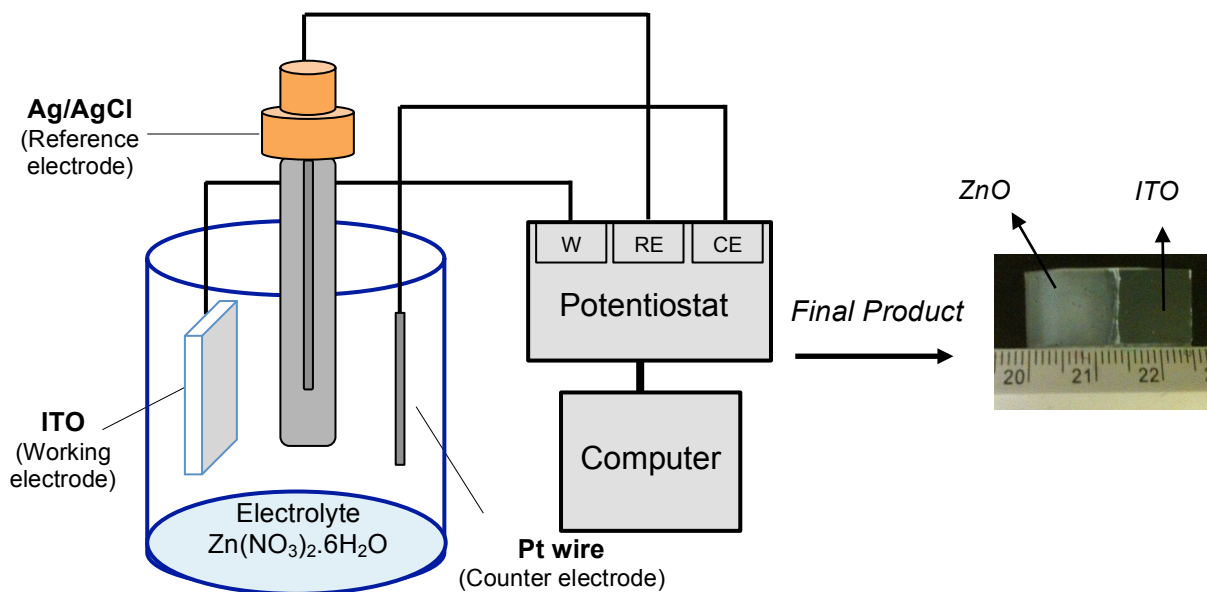 Ag/AgCl
(Reference
electrode)
ITO
(Working
electrode)
Electrolyte
Zn(NO₃)₂.6H₂O
Pt wire
(Counter electrode)
W
RE
CE
Potentiostat
Computer
Final Product
ZnO
ITO
20
21
22